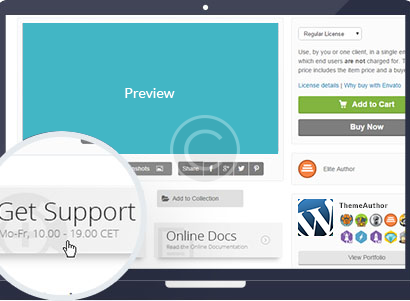 Preview
Regular License
Use, by you or one client, in a single en
which end users are not charged for. T
price includes the item price and a buye
License details | Why buy with Envato
Add to Cart
Buy Now
nshots
Share
Elite Author
Add to Collection
Get Support
Mo-Fr, 10.00 - 19.00 CET
Online Docs
Read the Online Documentation
ThemeAuthor
View Portfolio